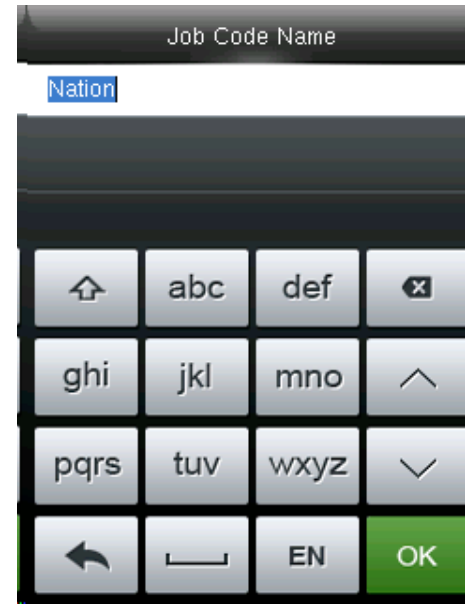 Job Code Name
Nation
abc def
ghi jkl mno
pqrs tuv wxyz
EN OK